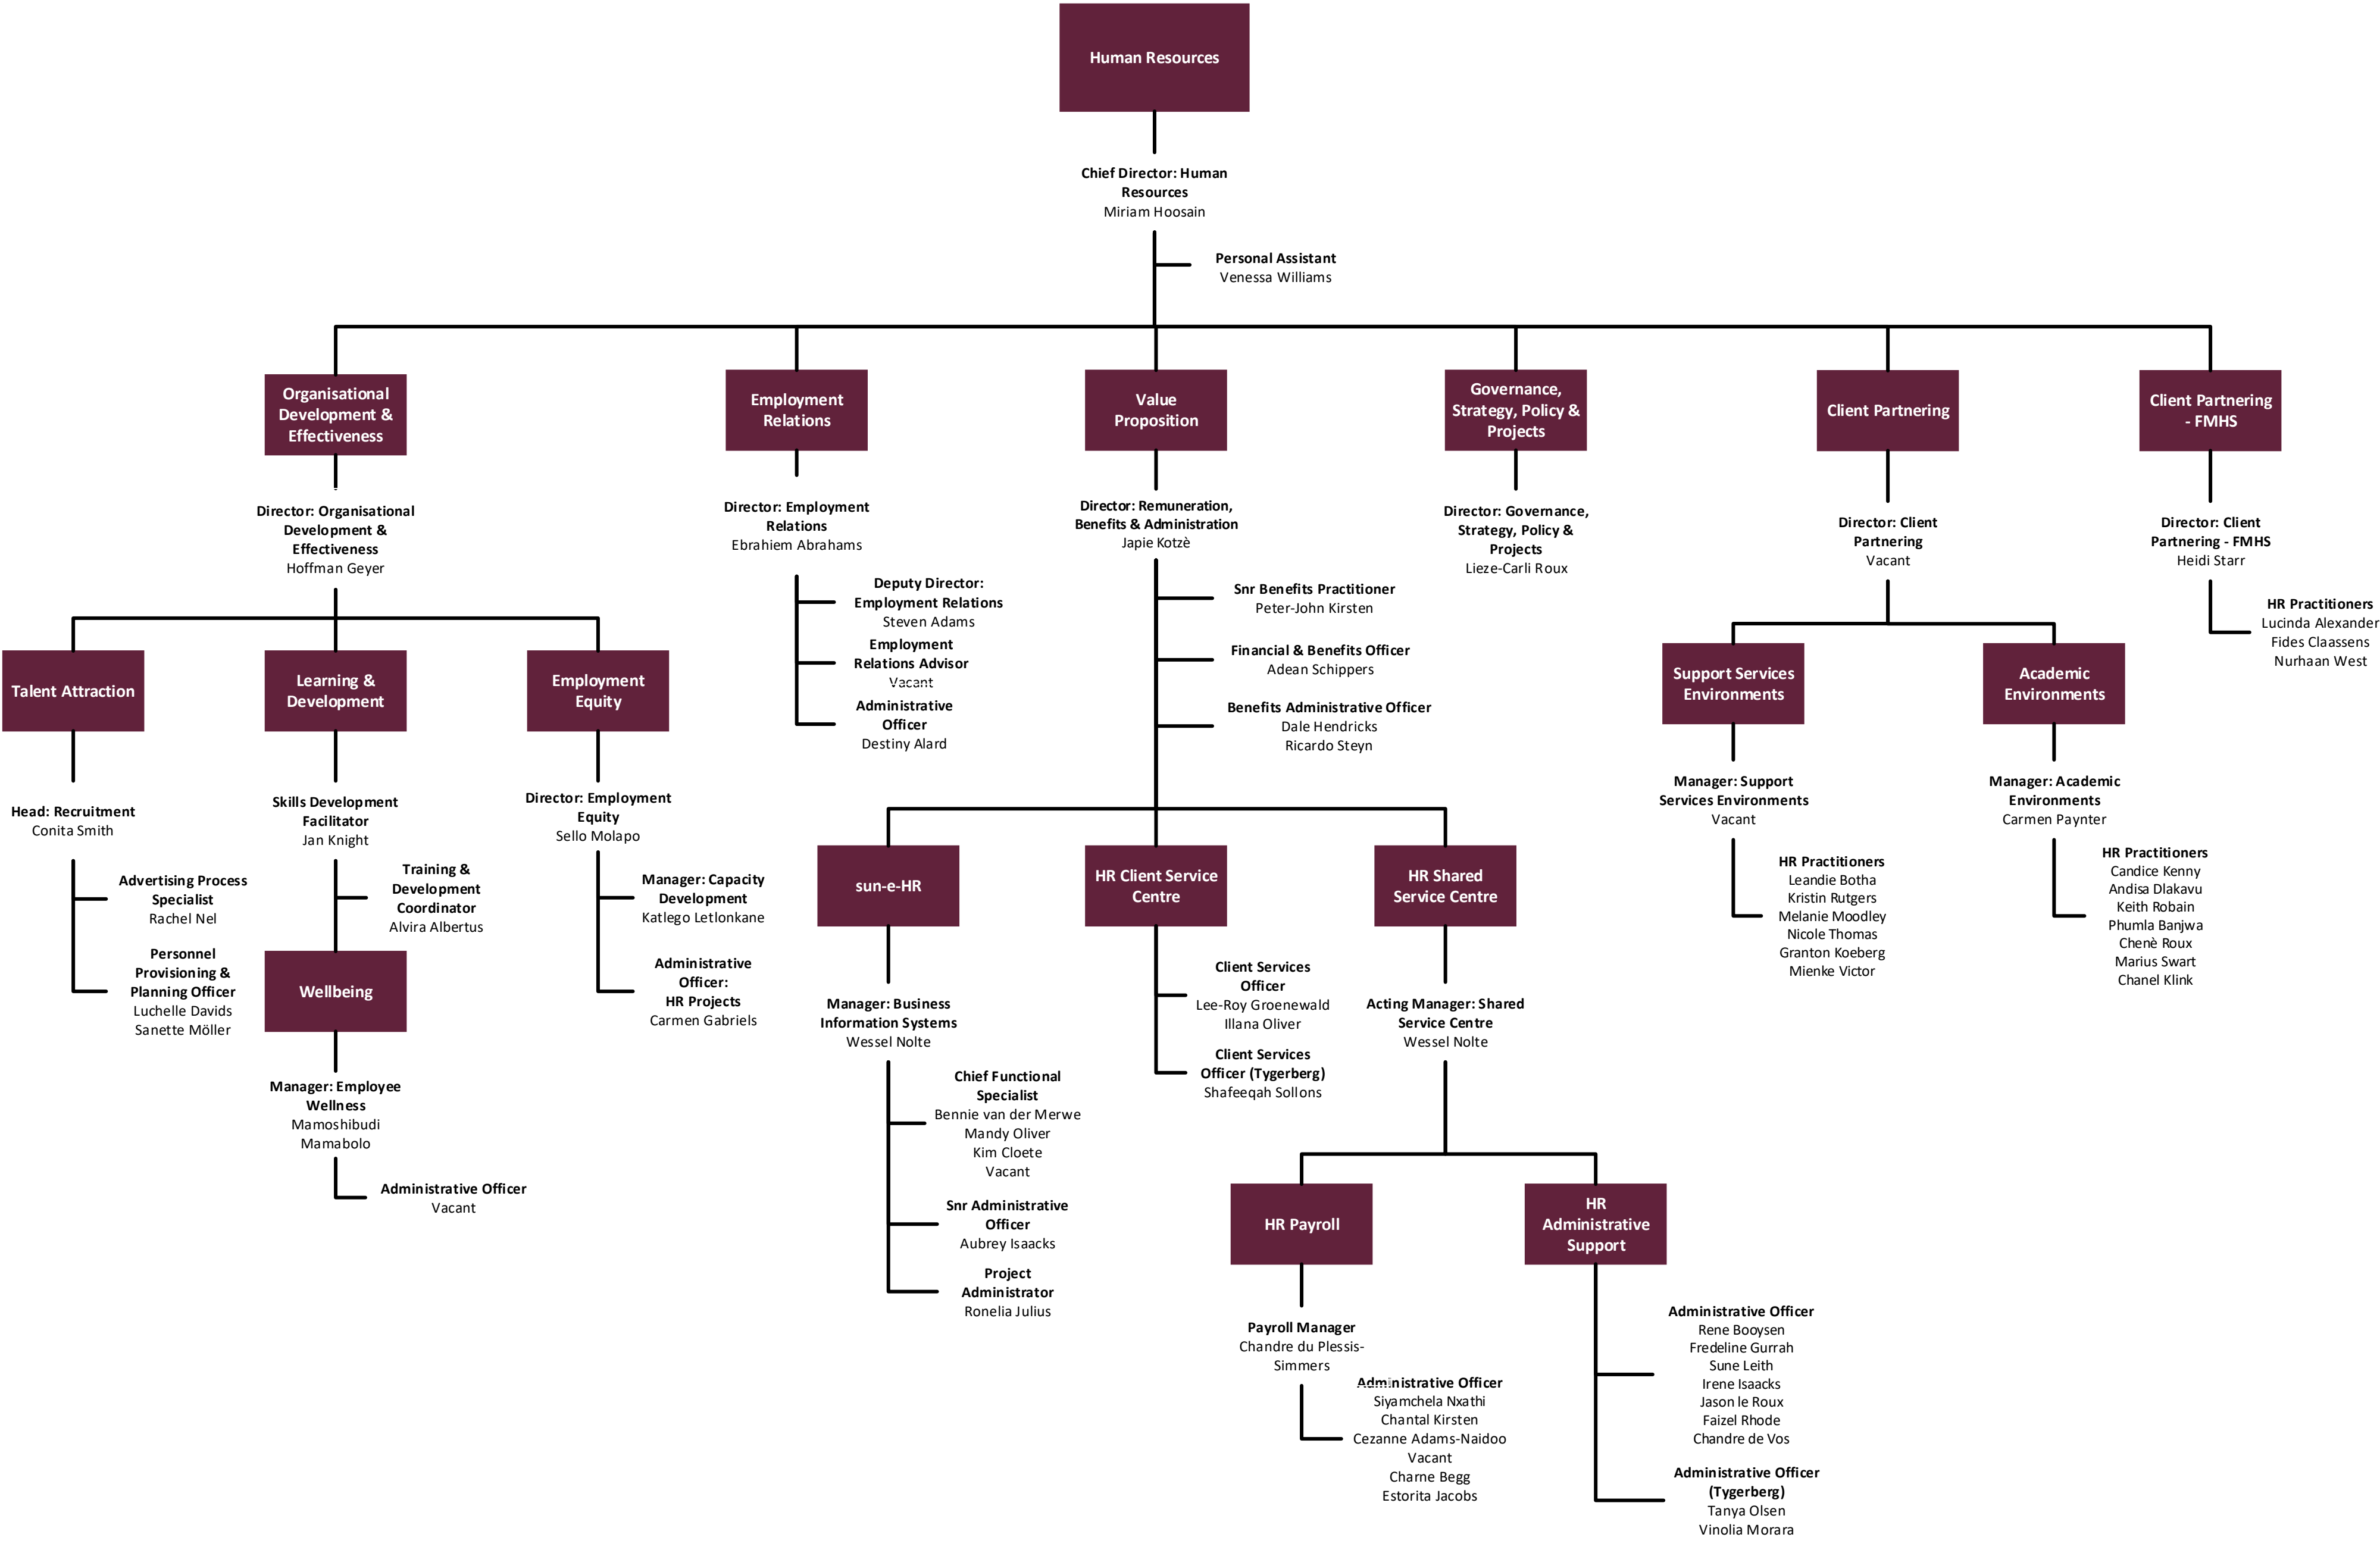 Human Resources
Chief Director: Human
Resources
Miriam Hoosain
Personal Assistant
Venessa Williams
Organisational
Development &
Effectiveness
Director: Organisational
Development &
Effectiveness
Hoffman Geyer
Talent Attraction
Head: Recruitment
Conita Smith
Advertising Process
Specialist
Rachel Nel
Personnel
Provisioning &
Planning Officer
Luchelle Davids
Sanette Möller
Learning &
Development
Skills Development
Facilitator
Jan Knight
Training &
Development
Coordinator
Alvira Albertus
Wellbeing
Manager: Employee
Wellness
Mamoshibudi
Mamabolo
Administrative Officer
Vacant
Employment
Equity
Director: Employment
Equity
Sello Molapo
Manager: Capacity
Development
Katlego Letlonkane
Administrative
Officer:
HR Projects
Carmen Gabriels
Employment
Relations
Director: Employment
Relations
Ebrahiem Abrahams
Deputy Director:
Employment Relations
Steven Adams
Employment
Relations Advisor
Vacant
Administrative
Officer
Destiny Alard
Value
Proposition
Director: Remuneration,
Benefits & Administration
Japie Kotzè
Snr Benefits Practitioner
Peter-John Kirsten
Financial & Benefits Officer
Adean Schippers
Benefits Administrative Officer
Dale Hendricks
Ricardo Steyn
sun-e-HR
Manager: Business
Information Systems
Wessel Nolte
Chief Functional
Specialist
Bennie van der Merwe
Mandy Oliver
Kim Cloete
Vacant
Snr Administrative
Officer
Aubrey Isaacks
Project
Administrator
Ronelia Julius
HR Client Service
Centre
Client Services
Officer
Lee-Roy Groenewald
Illana Oliver
Client Services
Officer (Tygerberg)
Shafeeqah Sollons
HR Shared
Service Centre
Acting Manager: Shared
Service Centre
Wessel Nolte
HR Payroll
Payroll Manager
Chandre du Plessis-
Simmers
Administrative Officer
Siyamchela Nxathi
Chantal Kirsten
Cezanne Adams-Naidoo
Vacant
Charne Begg
Estorita Jacobs
HR
Administrative
Support
Administrative Officer
Rene Booysen
Fredeline Gurrah
Sune Leith
Irene Isaacks
Jason le Roux
Faizel Rhode
Chandre de Vos
Administrative Officer
(Tygerberg)
Tanya Olsen
Vinolia Morara
Governance,
Strategy, Policy &
Projects
Director: Governance,
Strategy, Policy &
Projects
Lieze-Carli Roux
Client Partnering
Director: Client
Partnering
Vacant
Support Services
Environments
Manager: Support
Services Environments
Vacant
HR Practitioners
Leandie Botha
Kristin Rutgers
Melanie Moodley
Nicole Thomas
Granton Koeberg
Mienke Victor
Academic
Environments
Manager: Academic
Environments
Carmen Paynter
HR Practitioners
Candice Kenny
Andisa Dlakavu
Keith Robain
Phumla Banjwa
Chenè Roux
Marius Swart
Chanel Klink
Client Partnering
- FMHS
Director: Client
Partnering - FMHS
Heidi Starr
HR Practitioners
Lucinda Alexander
Fides Claassens
Nurhaan West